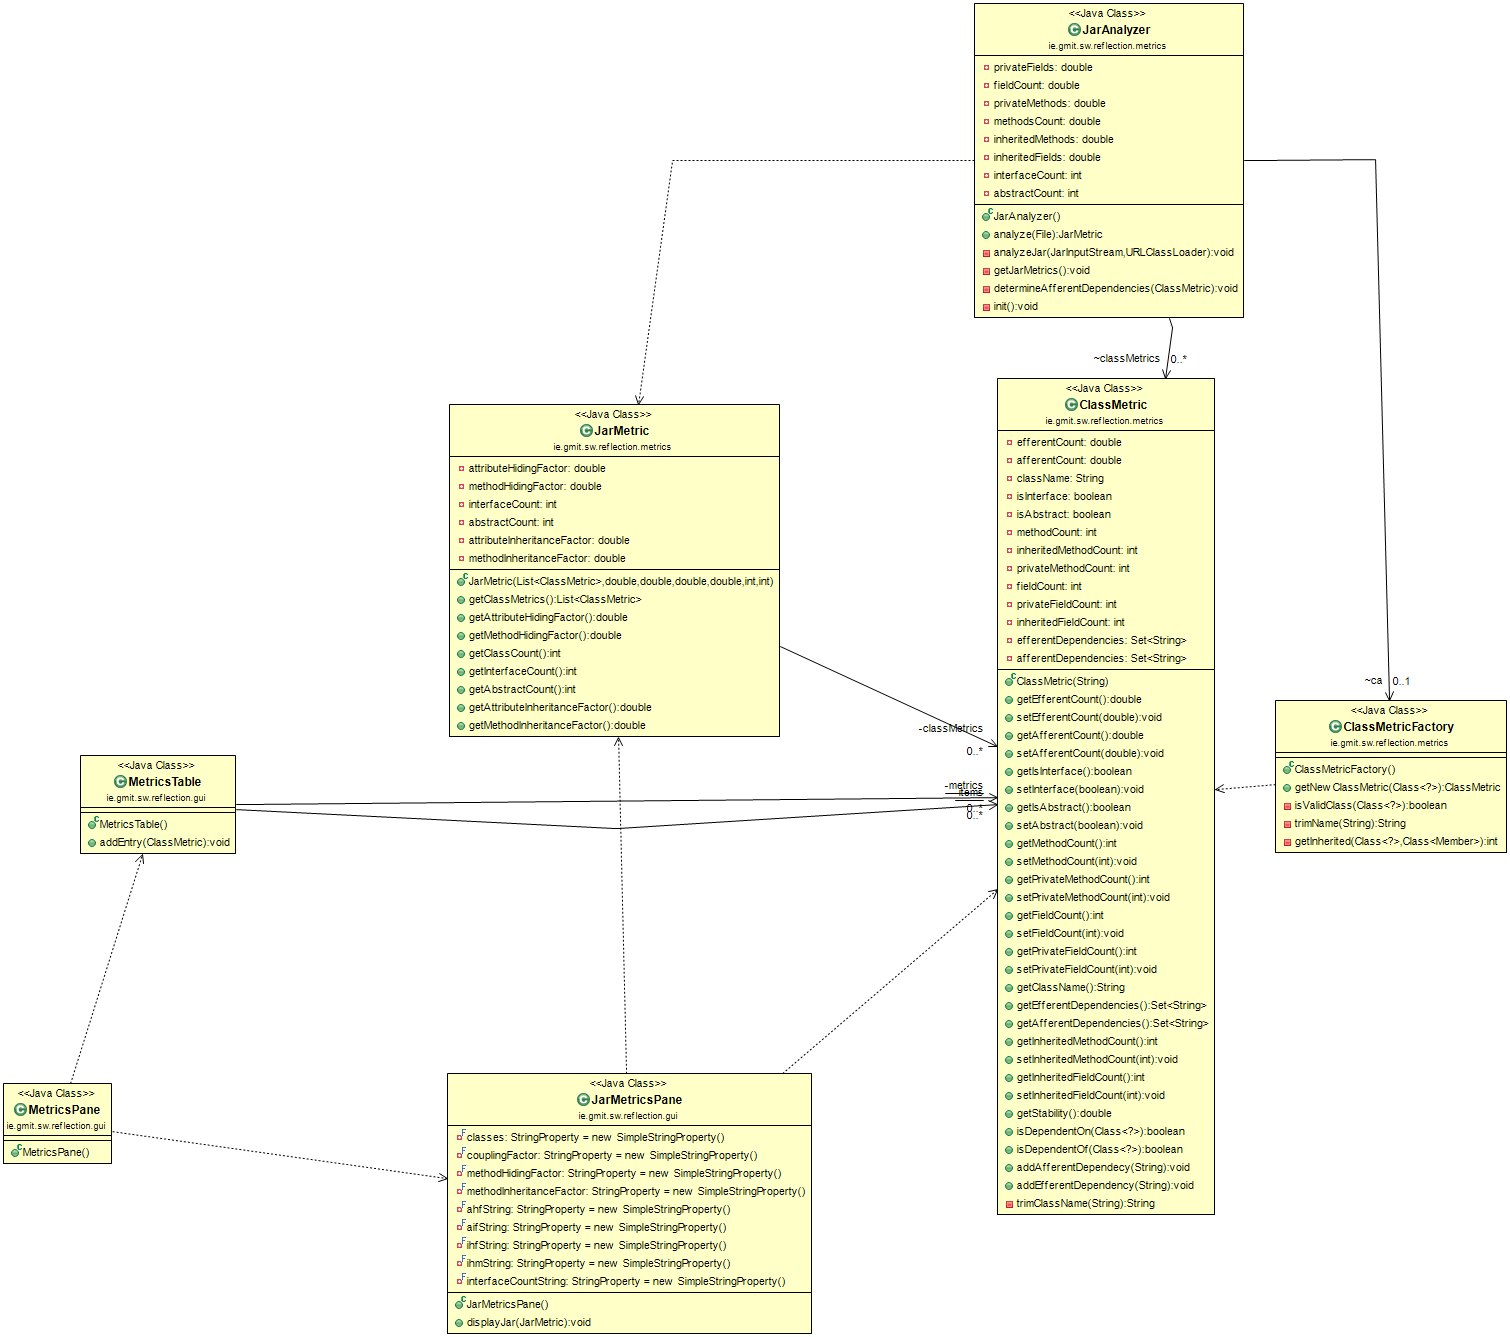 <<Java Class>>
JarAnalyzer
ie.gmit.sw.reflection.metrics
privateFields: double
fieldCount: double
privateMethods: double
methodsCount: double
inheritedMethods: double
inheritedFields: double
interfaceCount: int
abstractCount: int
JarAnalyzer()
analyze(File):JarMetric
analyzeJar(JarInputStream,URLClassLoader):void
getJarMetrics():void
determineAfferentDependencies(ClassMetric):void
init():void
~classMetrics 0..*
<<Java Class>>
JarMetric
ie.gmit.sw.reflection.metrics
attributeHidingFactor: double
methodHidingFactor: double
interfaceCount: int
abstractCount: int
attributeInheritanceFactor: double
methodInheritanceFactor: double
JarMetric(List<ClassMetric>,double,double,double,double,int,int)
getClassMetrics():List<ClassMetric>
getAttributeHidingFactor():double
getMethodHidingFactor():double
getClassCount():int
getInterfaceCount():int
getAbstractCount():int
getAttributeInheritanceFactor():double
getMethodInheritanceFactor():double
-classMetrics
0..*
<<Java Class>>
ClassMetric
ie.gmit.sw.reflection.metrics
efferentCount: double
afferentCount: double
className: String
isInterface: boolean
isAbstract: boolean
methodCount: int
inheritedMethodCount: int
privateMethodCount: int
fieldCount: int
privateFieldCount: int
inheritedFieldCount: int
efferentDependencies: Set<String>
afferentDependencies: Set<String>
ClassMetric(String)
getEfferentCount():double
setEfferentCount(double):void
getAfferentCount():double
setAfferentCount(double):void
getIsInterface():boolean
setInterface(boolean):void
getIsAbstract():boolean
setAbstract(boolean):void
getMethodCount():int
setMethodCount(int):void
getPrivateMethodCount():int
setPrivateMethodCount(int):void
getFieldCount():int
setFieldCount(int):void
getPrivateFieldCount():int
setPrivateFieldCount(int):void
getClassName():String
getEfferentDependencies():Set<String>
getAfferentDependencies():Set<String>
getInheritedMethodCount():int
setInheritedMethodCount(int):void
getInheritedFieldCount():int
setInheritedFieldCount(int):void
getStability():double
isDependentOn(Class<?>):boolean
isDependentOf(Class<?>):boolean
addAfferentDependecy(String):void
addEfferentDependency(String):void
trimClassName(String):String
~ca 0..1
<<Java Class>>
ClassMetricFactory
ie.gmit.sw.reflection.metrics
ClassMetricFactory()
getNewClassMetric(Class<?>):ClassMetric
isValidClass(Class<?>):boolean
trimName(String):String
getInherited(Class<?>,Class<Member>):int
<<Java Class>>
MetricsTable
ie.gmit.sw.reflection.gui
MetricsTable()
addEntry(ClassMetric):void
-metrics
items
0..*
0..*
<<Java Class>>
MetricsPane
ie.gmit.sw.reflection.gui
MetricsPane()
<<Java Class>>
JarMetricsPane
ie.gmit.sw.reflection.gui
classes: StringProperty = new SimpleStringProperty()
couplingFactor: StringProperty = new SimpleStringProperty()
methodHidingFactor: StringProperty = new SimpleStringProperty()
methodInheritanceFactor: StringProperty = new SimpleStringProperty()
ahfString: StringProperty = new SimpleStringProperty()
aifString: StringProperty = new SimpleStringProperty()
ihfString: StringProperty = new SimpleStringProperty()
ihmString: StringProperty = new SimpleStringProperty()
interfaceCountString: StringProperty = new SimpleStringProperty()
JarMetricsPane()
displayJar(JarMetric):void